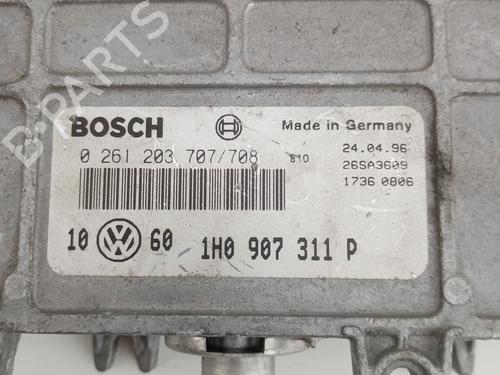 B-PARTS
BOSCH Made in Germany
0 261 203 707/708 810 24.04.96
26SA3609
1736 0806
10 60 1H0 907 311 P